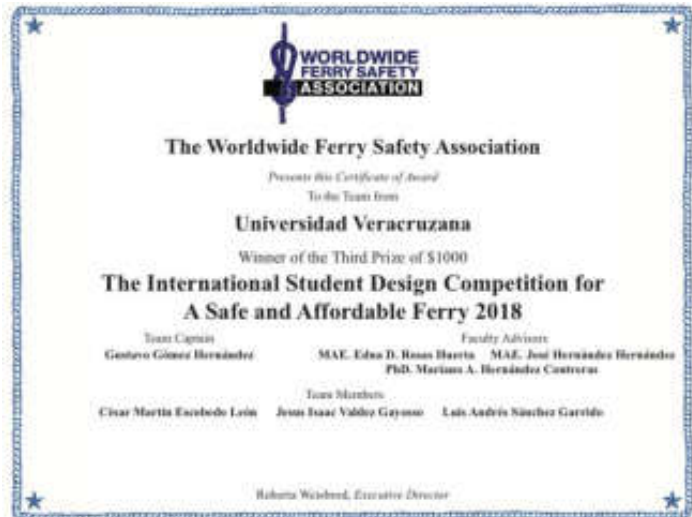 WORLDWIDE
FERRY SAFETY
ASSOCIATION
The Worldwide Ferry Safety Association
Presents this Certificate of Award
To the Team from
Universidad Veracruzana
Winner of the Third Prize of $1000
The International Student Design Competition for
A Safe and Affordable Ferry 2018
Team Captain
Gustavo Gómez Hernández
Faculty Advisors
MAE. Edna D. Rosas Huerta MAE. José Hernández Hernández
PhD. Mariano A. Hernández Contreras
Team Members
César Martín Escobedo León Jesus Isaac Valdez Gayosso Luis Andrés Sánchez Garrido
Roberta Weisbrod, Executive Director